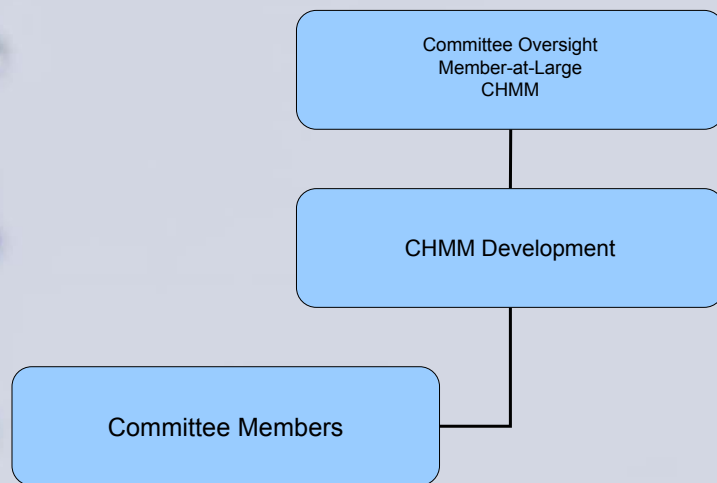 Committee Oversight
Member-at-Large
CHMM
CHMM Development
Committee Members